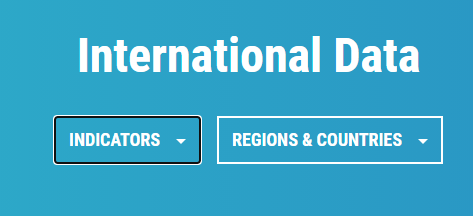 International Data
INDICATORS
REGIONS & COUNTRIES